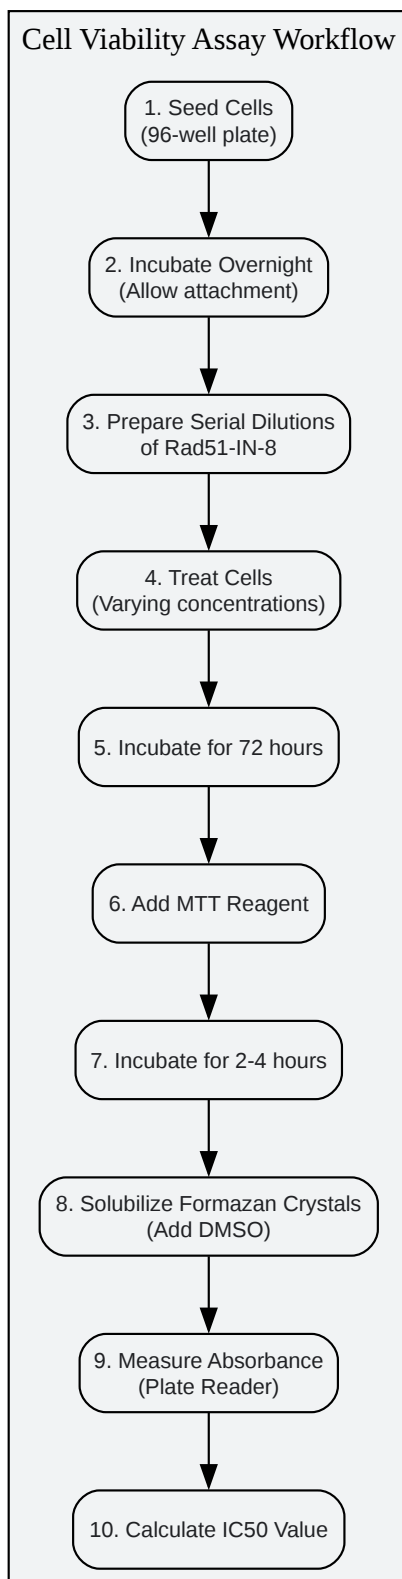 Cell Viability Assay Workflow
1. Seed Cells
(96-well plate)
2. Incubate Overnight
(Allow attachment)
3. Prepare Serial Dilutions
of Rad51-IN-8
4. Treat Cells
(Varying concentrations)
5. Incubate for 72 hours
6. Add MTT Reagent
7. Incubate for 2-4 hours
8. Solubilize Formazan Crystals
(Add DMSO)
9. Measure Absorbance
(Plate Reader)
10. Calculate IC50 Value